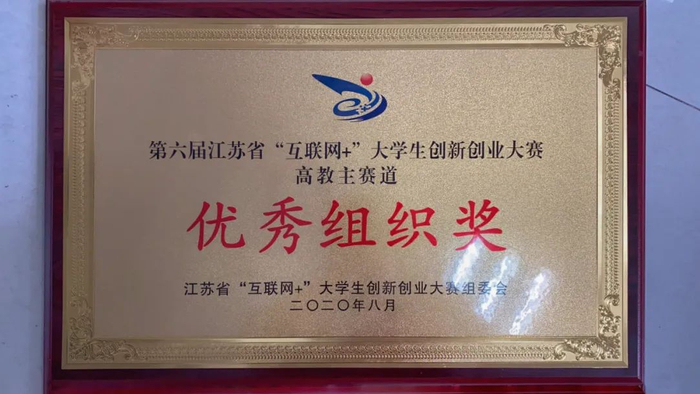 第六届江苏省“互联网+”大学生创新创业大赛
高教主赛道
优秀组织奖
江苏省“互联网+”大学生创新创业大赛组委会
二〇二〇年八月